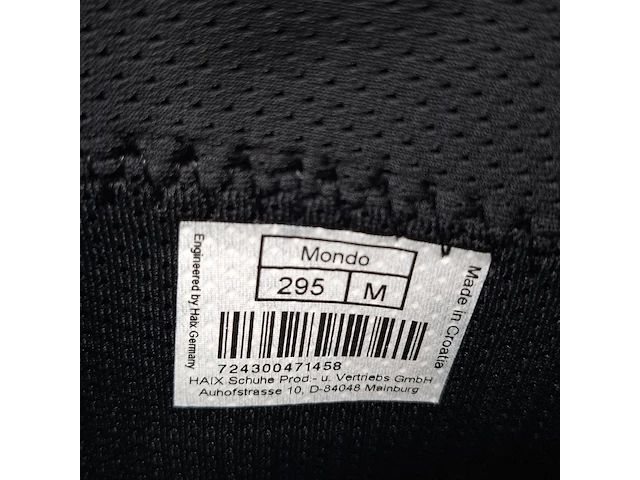 Mondo
295 M
Engineered by Haix Germany
Made in Croatia
724300471458
HAIX Schuhe Prod.- u. Vertriebs GmbH
Auhofstrasse 10, D-84048 Mainburg